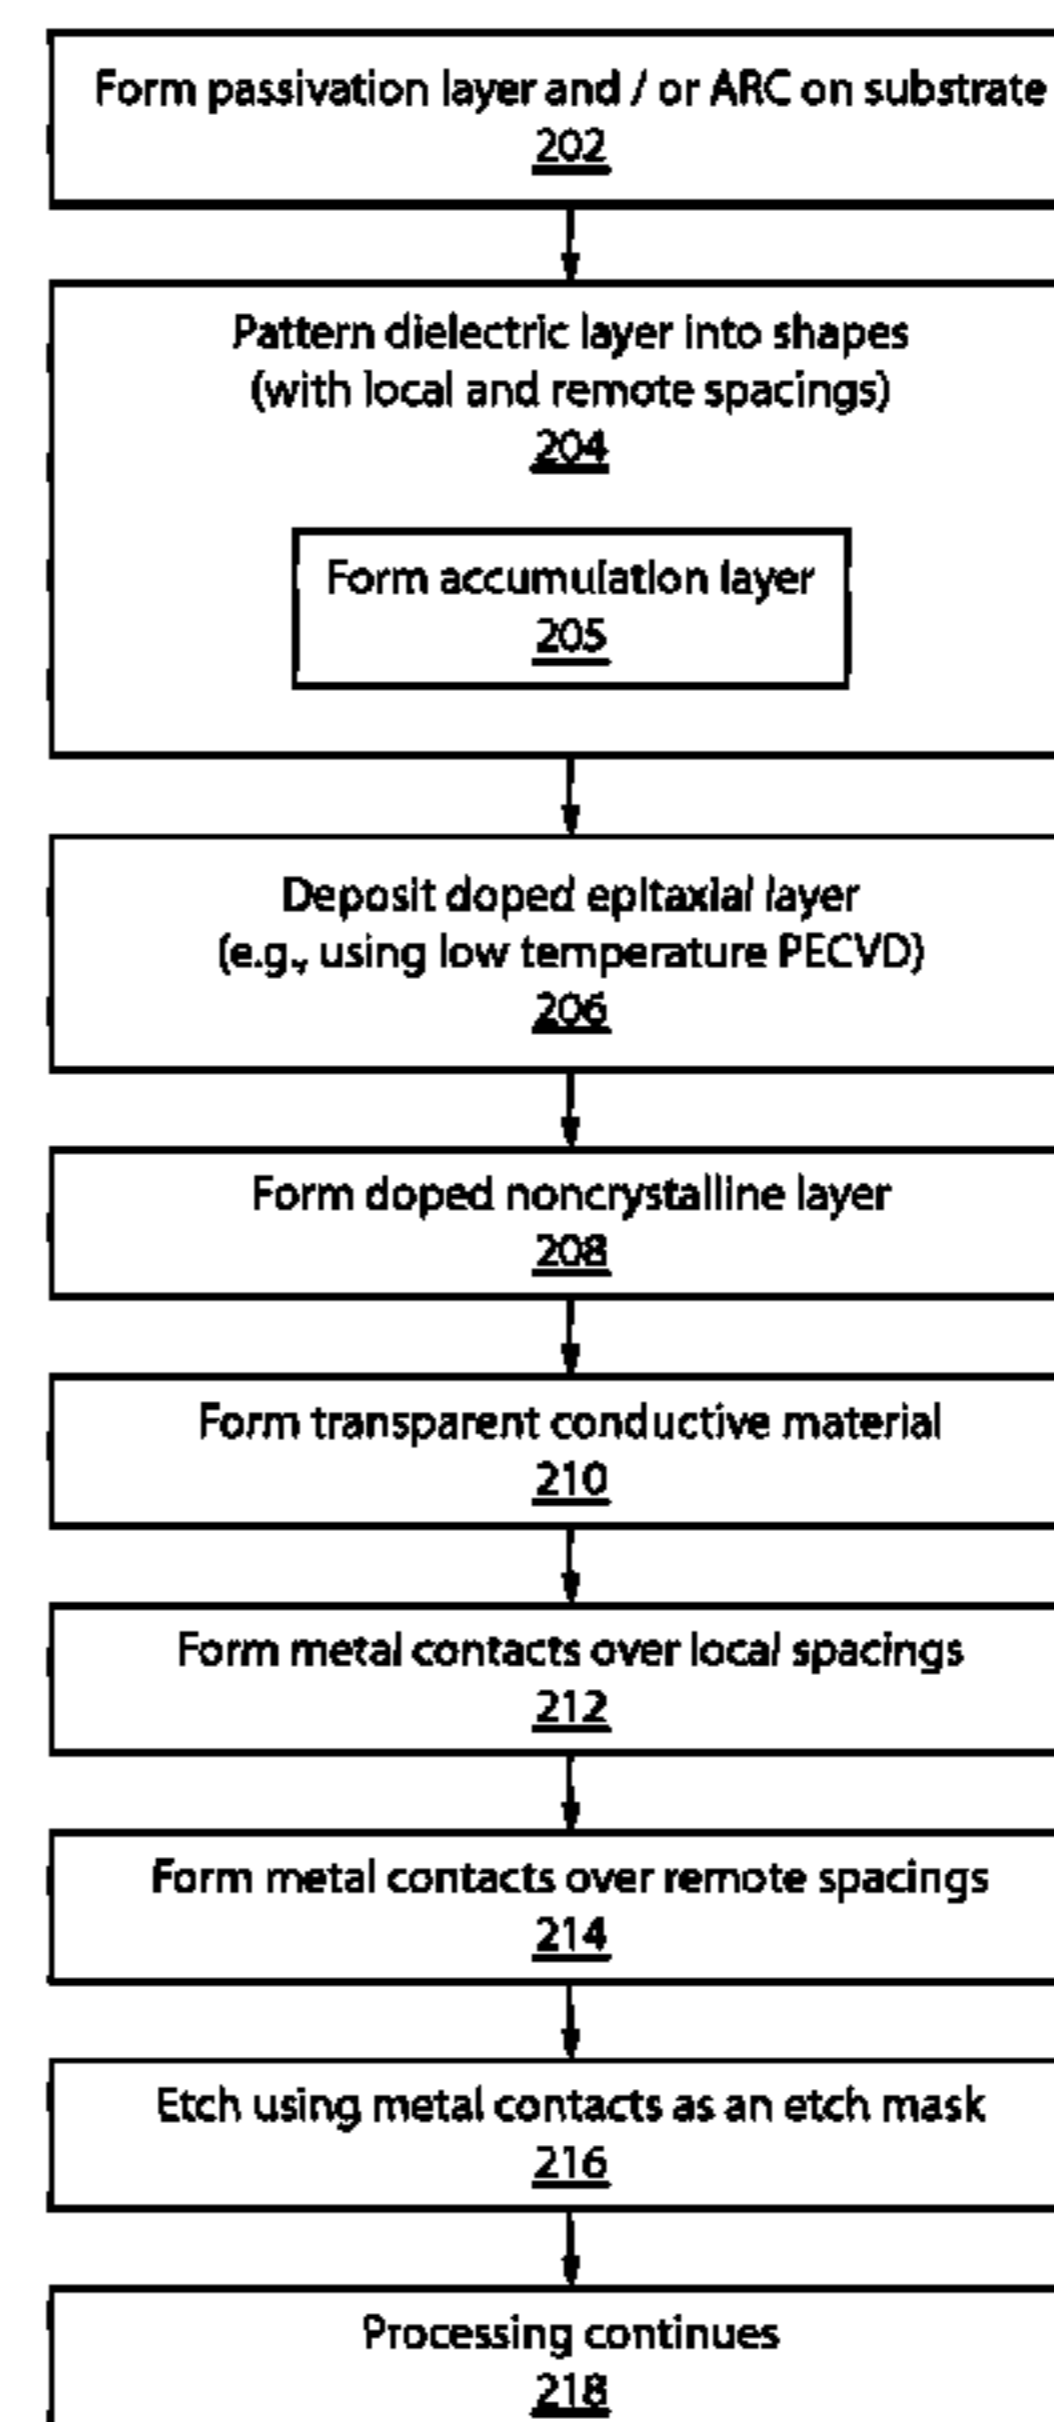 Form passivation layer and / or ARC on substrate
202
Pattern dielectric layer into shapes
(with local and remote spacings)
204
Form accumulation layer
205
Deposit doped epitaxial layer
(e.g., using low temperature PECVD)
206
Form doped noncrystalline layer
208
Form transparent conductive material
210
Form metal contacts over local spacings
212
Form metal contacts over remote spacings
214
Etch using metal contacts as an etch mask
216
Processing continues
218